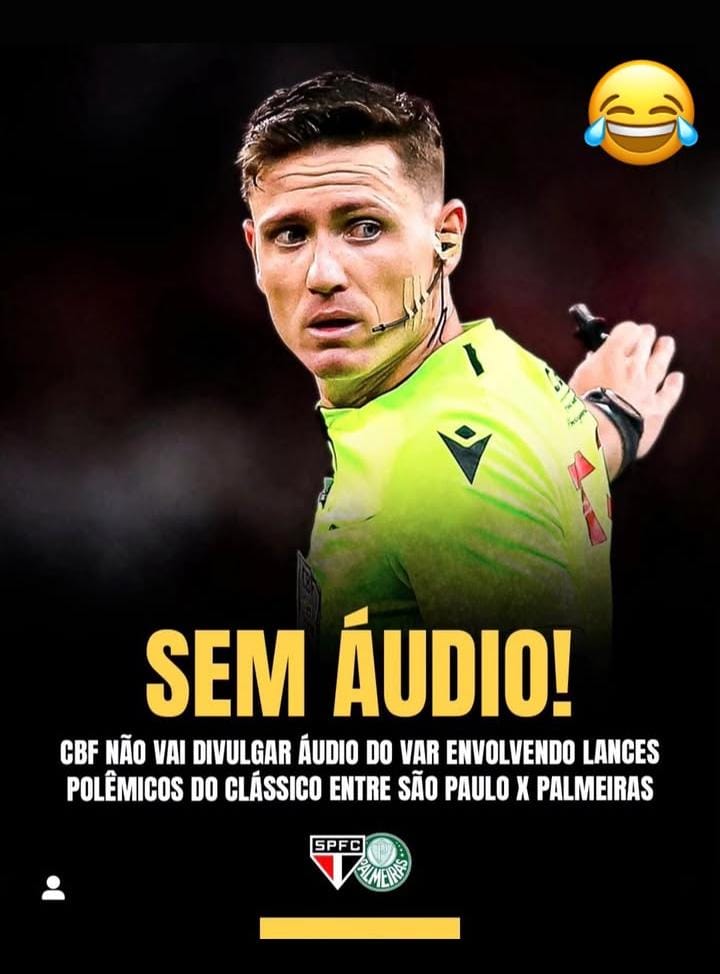 SEM ÁUDIO!
CBF NÃO VAI DIVULGAR ÁUDIO DO VAR ENVOLVENDO LANCES
POLÊMICOS DO CLÁSSICO ENTRE SÃO PAULO X PALMEIRAS
SPFC
PALMEIRAS